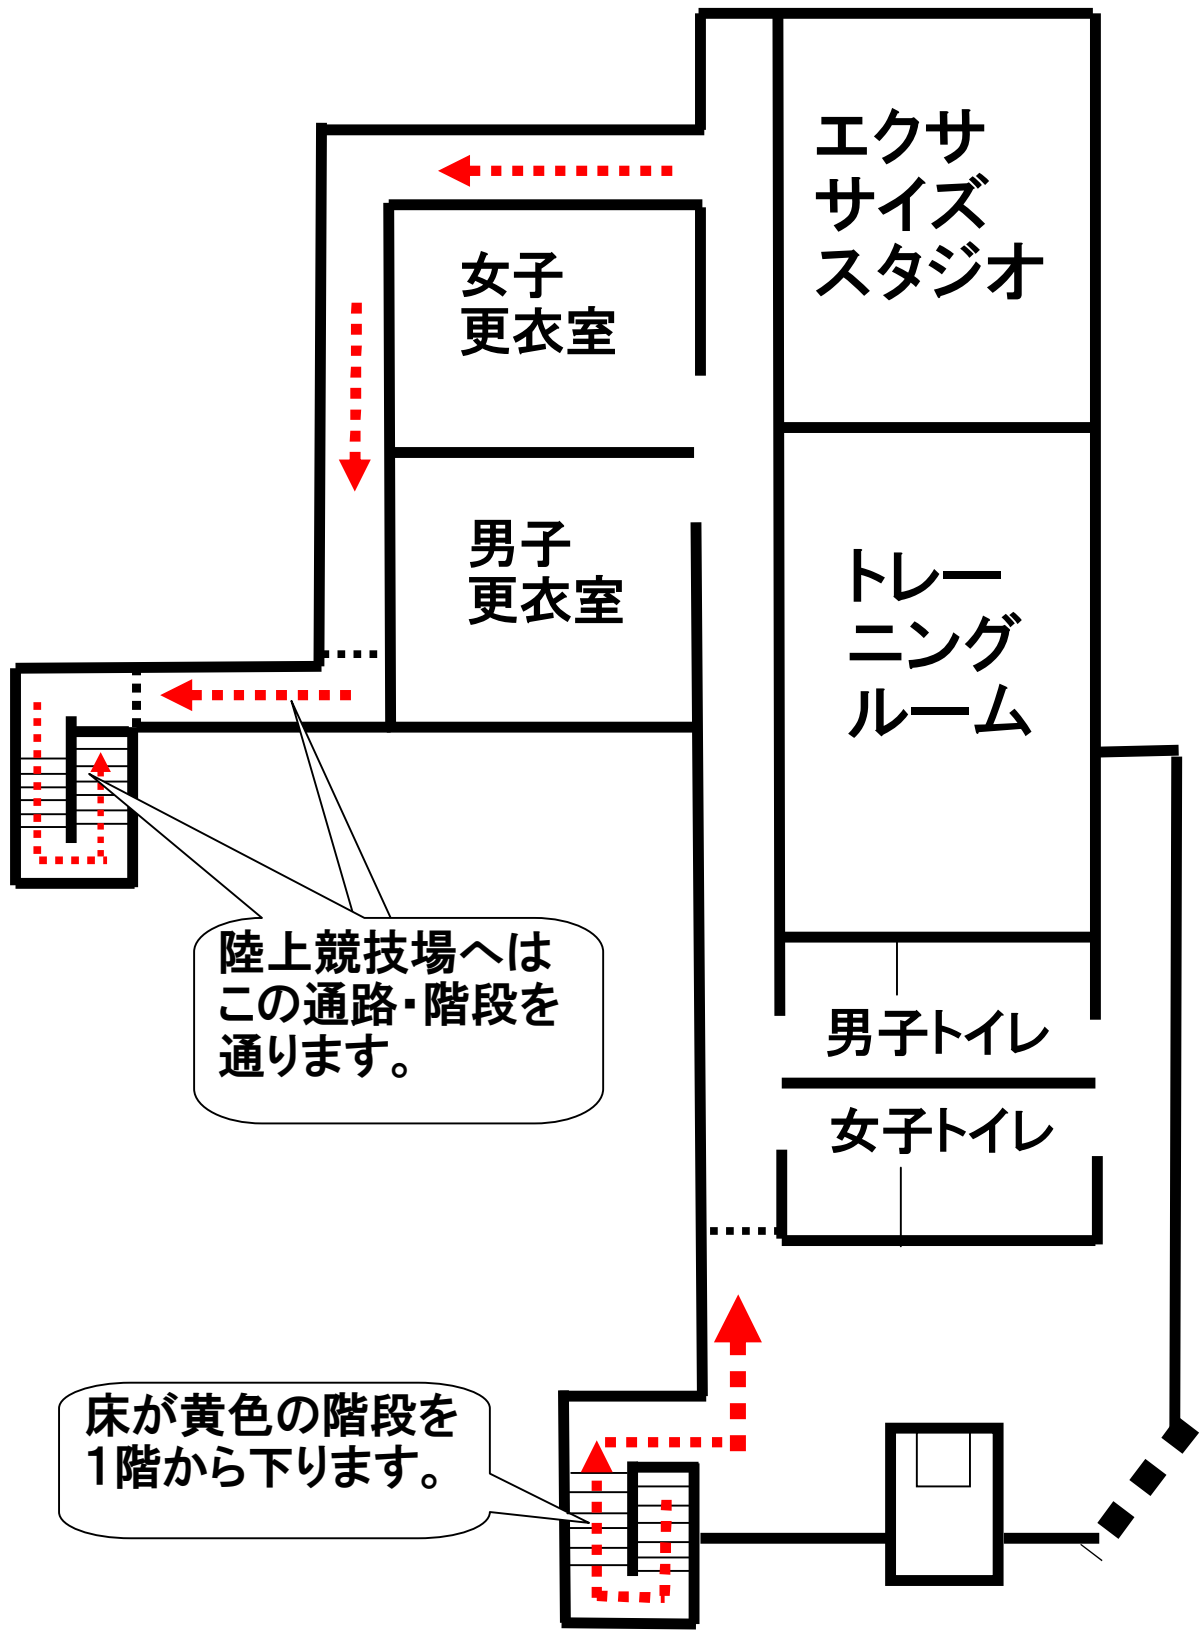 エクサ
サイズ
スタジオ
女子
更衣室
男子
更衣室
トレー
ニング
ルーム
陸上競技場へは
この通路・階段を
通ります。
男子トイレ
女子トイレ
床が黄色の階段を
1階から下ります。